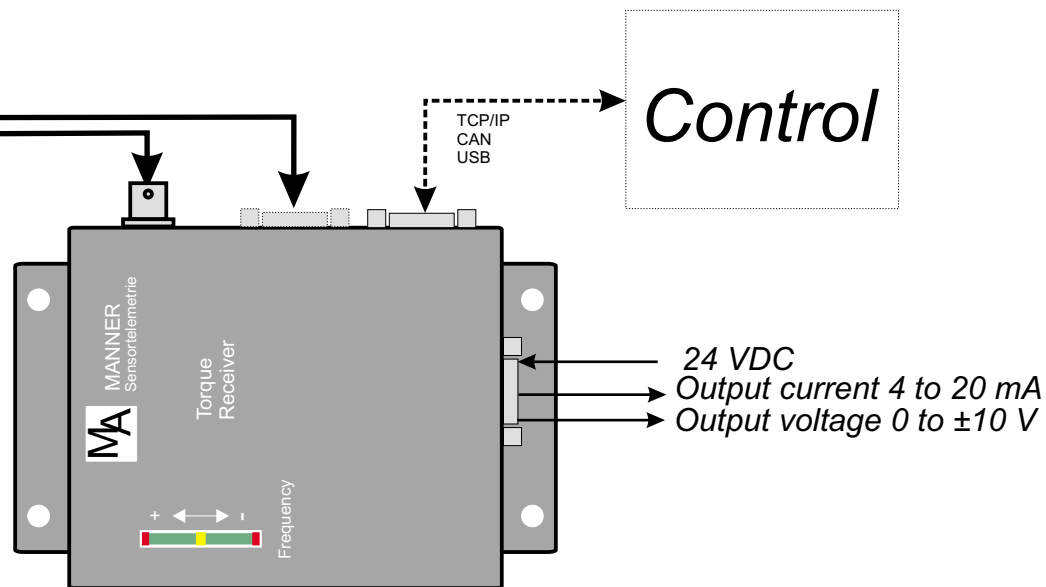 Control
TCP/IP
CAN
USB
MANNER
Sensortelemetrie
MA
Torque
Receiver
24 VDC
Output current 4 to 20 mA
Output voltage 0 to ±10 V
+ -
Frequency